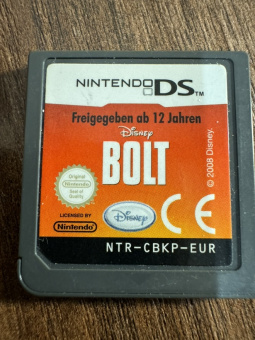 NINTENDO DS TM
Freigegeben ab 12 Jahren
Disney
BOLT
© 2008 Disney.
Original
Nintendo
Seal of Quality
LICENSED BY
Nintendo
Disney
CE
NTR-CBKP-EUR